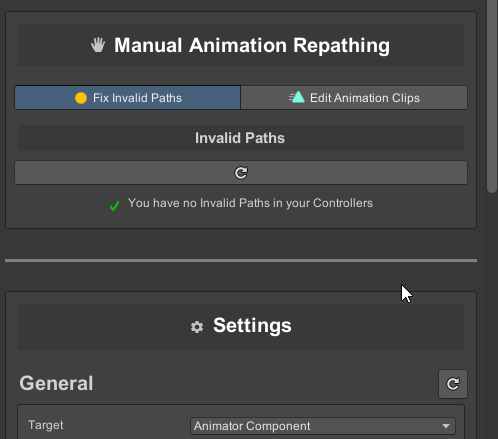 Manual Animation Repathing
Fix Invalid Paths
Edit Animation Clips
Invalid Paths
You have no Invalid Paths in your Controllers
Settings
General
Target
Animator Component